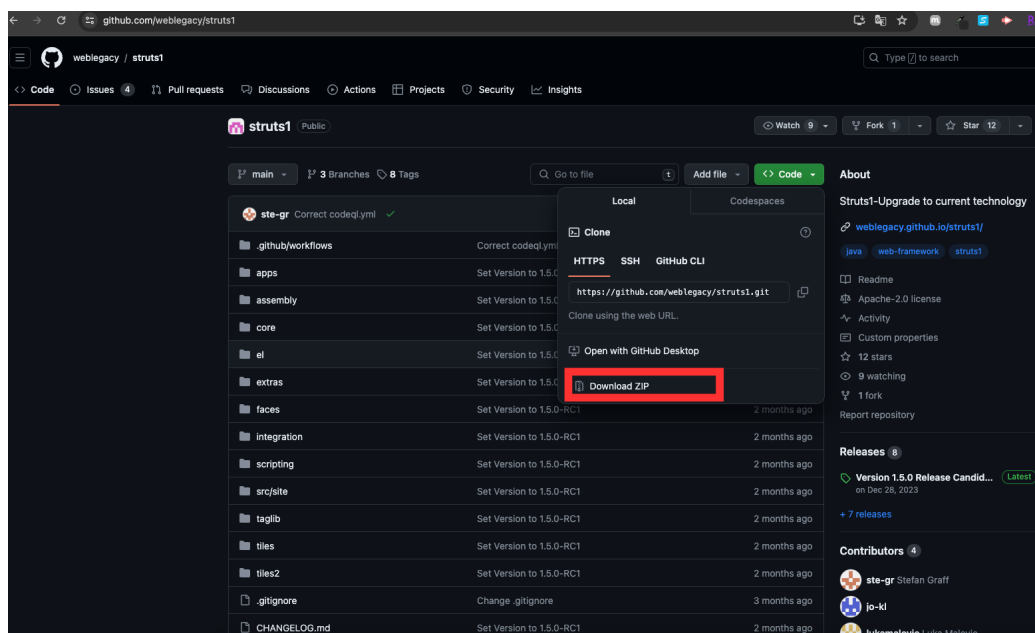 github.com/weblegacy/struts1
weblegacy / struts1
Type / to search
Code Issues 4 Pull requests Discussions Actions Projects Security Insights
struts1 Public
Watch 9 Fork 1 Star 12
main 3 Branches 8 Tags Go to file t Add file Code
About
Local Codespaces
Struts1-Upgrade to current technology
ste-gr Correct codeql.yml
weblegacy.github.io/struts1/
Clone
java web-framework struts1
.github/workflows Correct codeql.ym
HTTPS SSH GitHub CLI
apps Set Version to 1.5.0
Readme
https://github.com/weblegacy/struts1.git
assembly Set Version to 1.5.0
Apache-2.0 license
Clone using the web URL.
Activity
core Set Version to 1.5.0
Custom properties
el Set Version to 1.5.0
Open with GitHub Desktop
12 stars
extras Set Version to 1.5.0
Download ZIP
9 watching
1 fork
faces Set Version to 1.5.0-RC1 2 months ago
Report repository
integration Set Version to 1.5.0-RC1 2 months ago
Releases 8
scripting Set Version to 1.5.0-RC1 2 months ago
Version 1.5.0 Release Candid... Latest
on Dec 28, 2023
src/site Set Version to 1.5.0-RC1 2 months ago
+ 7 releases
taglib Set Version to 1.5.0-RC1 2 months ago
tiles Set Version to 1.5.0-RC1 2 months ago
Contributors 4
tiles2 Set Version to 1.5.0-RC1 2 months ago
ste-gr Stefan Graff
.gitignore Change .gitignore 3 months ago
jo-kl
CHANGELOG.md Set Version to 1.5.0-RC1 2 months ago